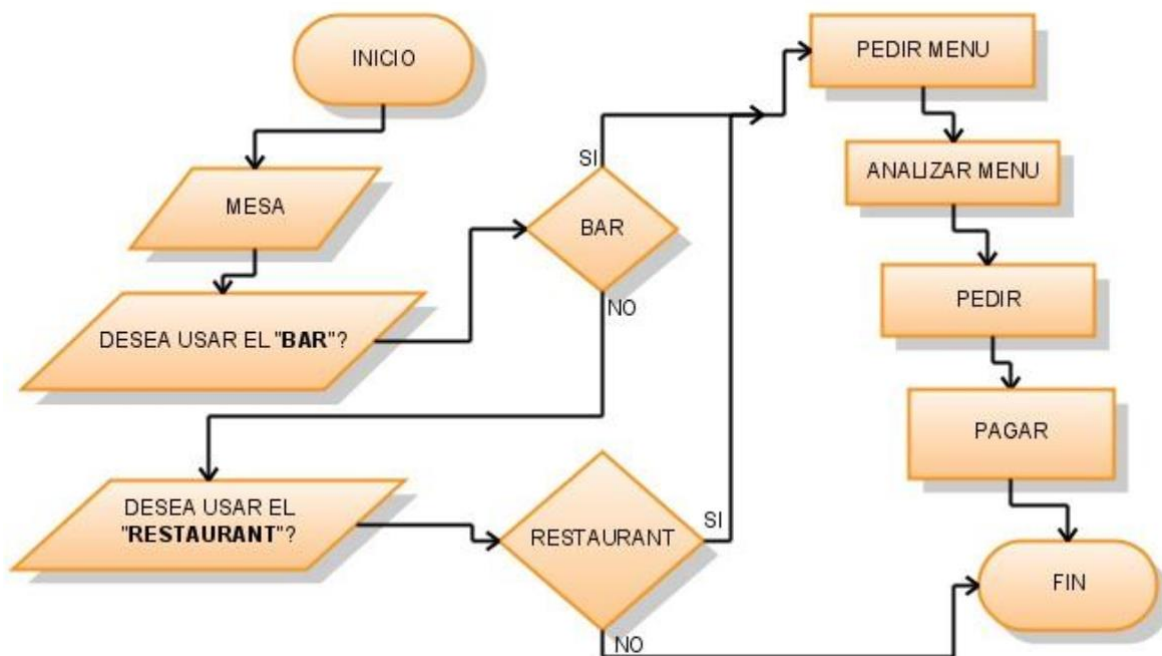 INICIO
MESA
DESEA USAR EL "BAR"?
BAR
SI
NO
DESEA USAR EL
"RESTAURANT"?
RESTAURANT
SI
NO
PEDIR MENU
ANALIZAR MENU
PEDIR
PAGAR
FIN